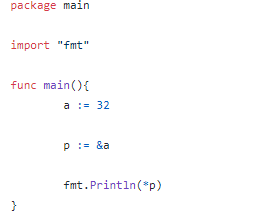 package main
import "fmt"
func main(){
a := 32
p := &a
fmt.Println(*p)
}